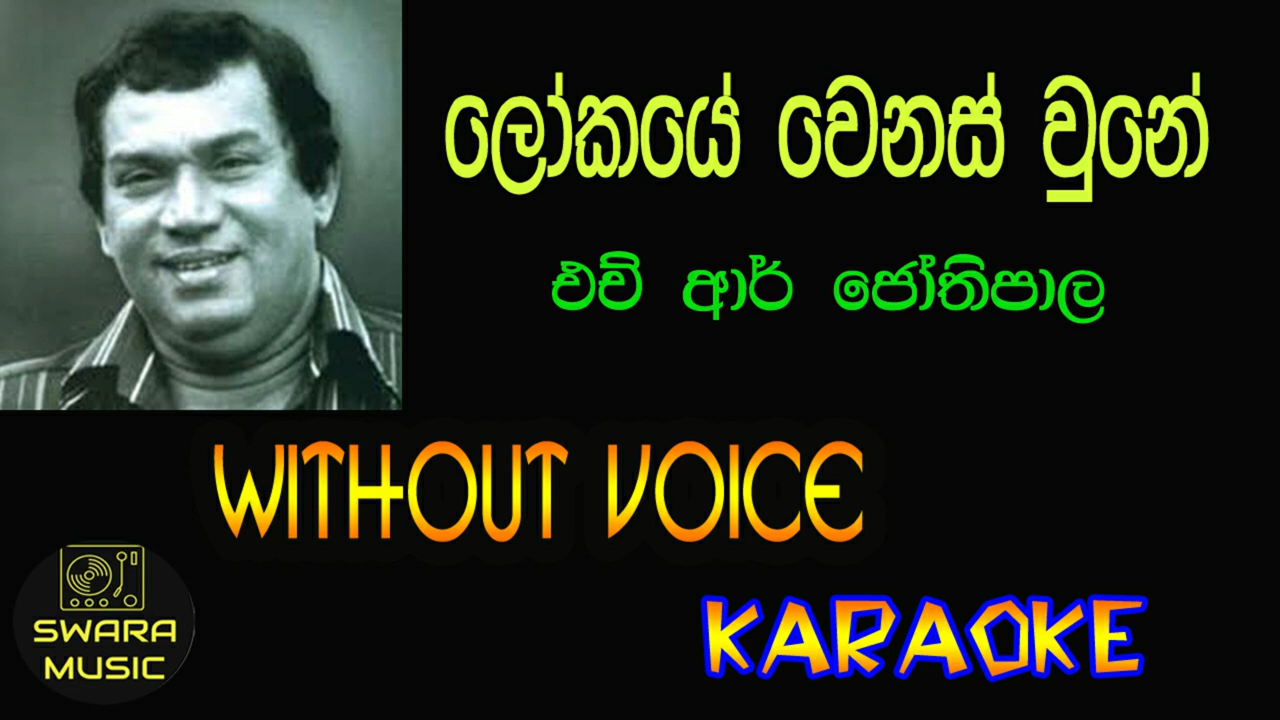 ලෝකයේ වෙනස් වුනේ
එච් ආර් ජෝතිපාල
WITHOUT VOICE
KARAOKE
SWARA
MUSIC